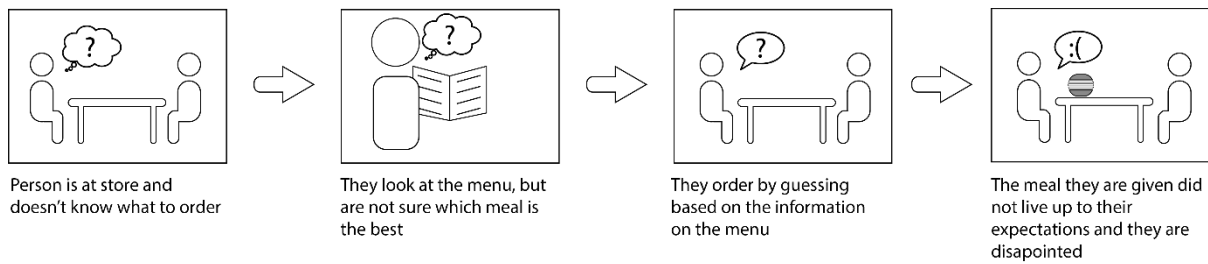 ?
?
?
:(
Person is at store and
doesn't know what to order
They look at the menu, but
are not sure which meal is
the best
They order by guessing
based on the information
on the menu
The meal they are given did
not live up to their
expectations and they are
disapointed